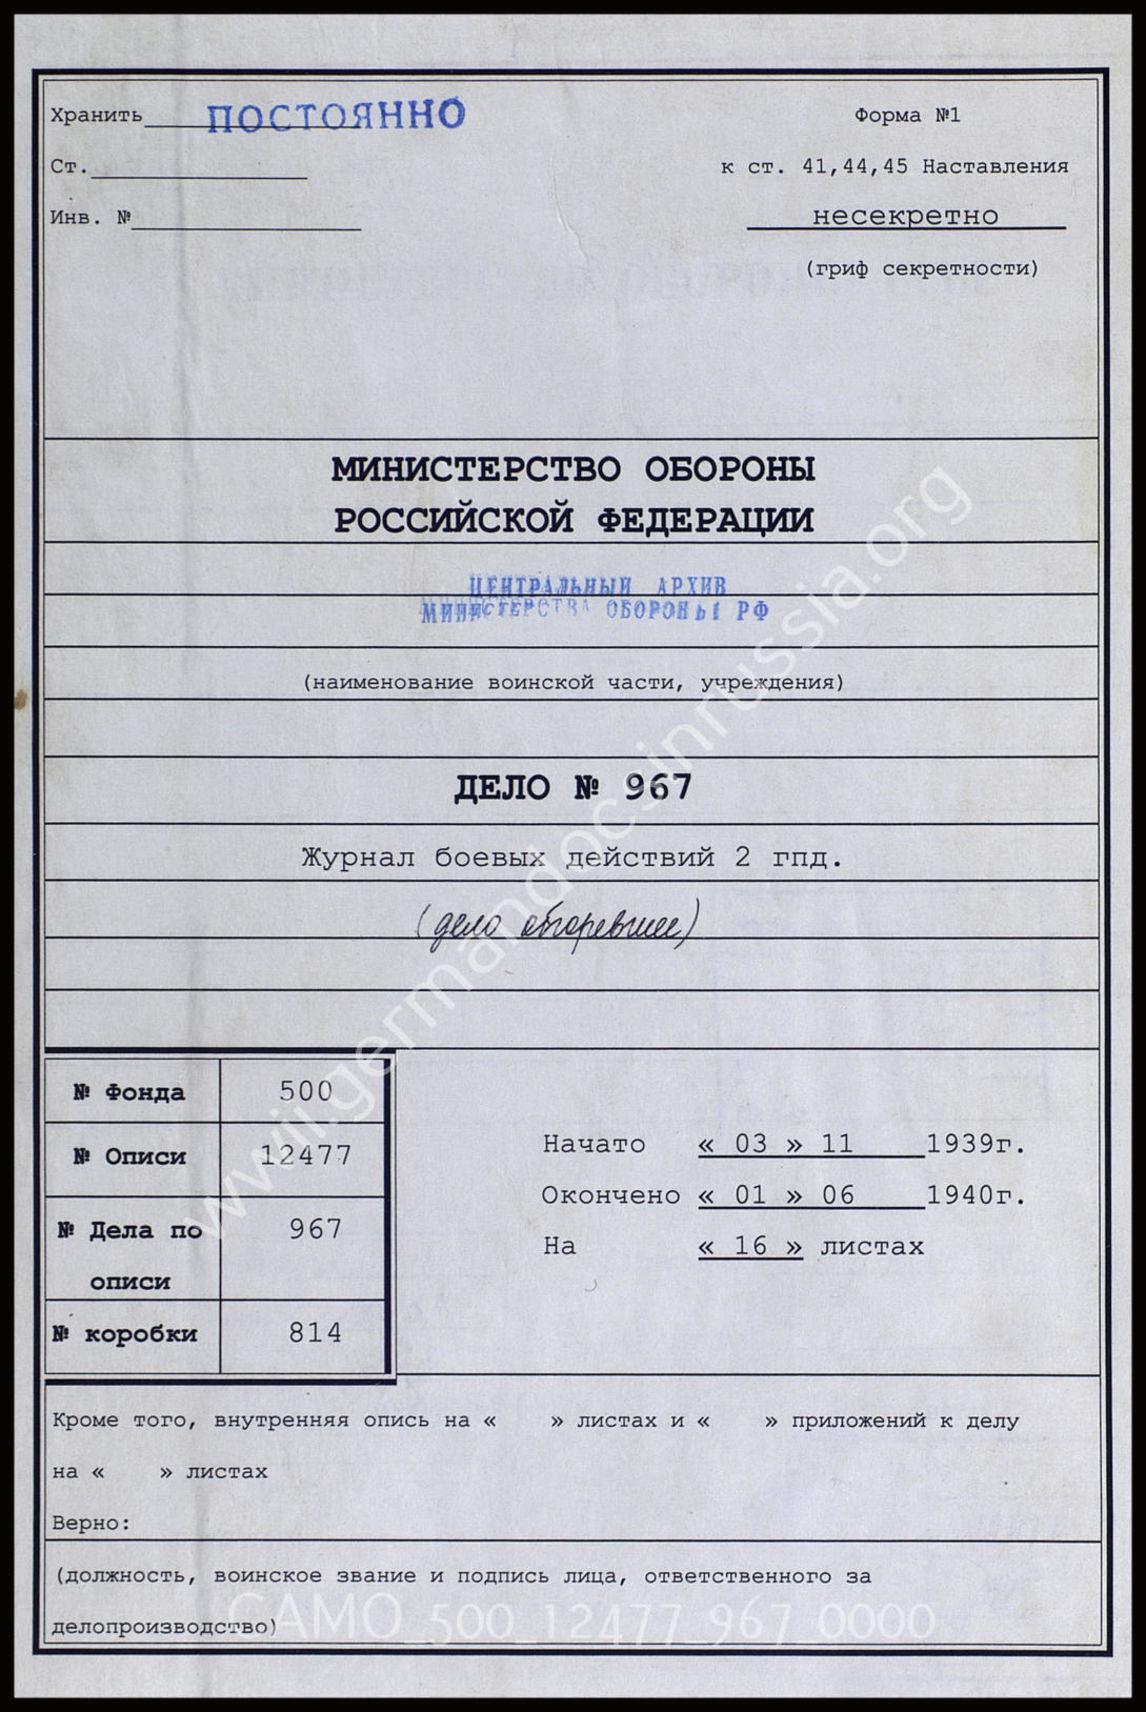 Хранить ПОСТОЯННО
Форма №1
Ст.
к ст. 41,44,45 Наставления
Инв. №
несекретно
(гриф секретности)
МИНИСТЕРСТВО ОБОРОНЫ
РОССИЙСКОЙ ФЕДЕРАЦИИ
ЦЕНТРАЛЬНЫЙ АРХИВ
МИНИСТЕРСТВА ОБОРОНЫ РФ
(наименование воинской части, учреждения)
ДЕЛО № 967
Журнал боевых действий 2 гпд.
(дело обгоревшее)
№ Фонда 500
№ Описи 12477
№ Дела по 967
описи
№ коробки 814
Начато « 03 » 11 1939г.
Окончено « 01 » 06 1940г.
На « 16 » листах
Кроме того, внутренняя опись на « » листах и « » приложений к делу
на « » листах
Верно:
(должность, воинское звание и подпись лица, ответственного за
делопроизводство)
CAMO_500_12477_967_0000
wwii.germandocsinrussia.org